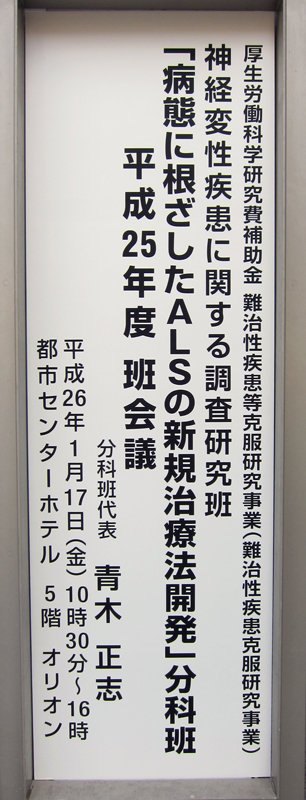 厚生労働科学研究費補助金 難治性疾患等克服研究事業(難治性疾患克服研究事業)
神経変性疾患に関する調査研究班
「病態に根ざしたALSの新規治療法開発」分科班
平成25年度 班会議
分科班代表 青木 正志
平成26年1月17日(金)10時30分〜16時
都市センターホテル 5階 オリオン